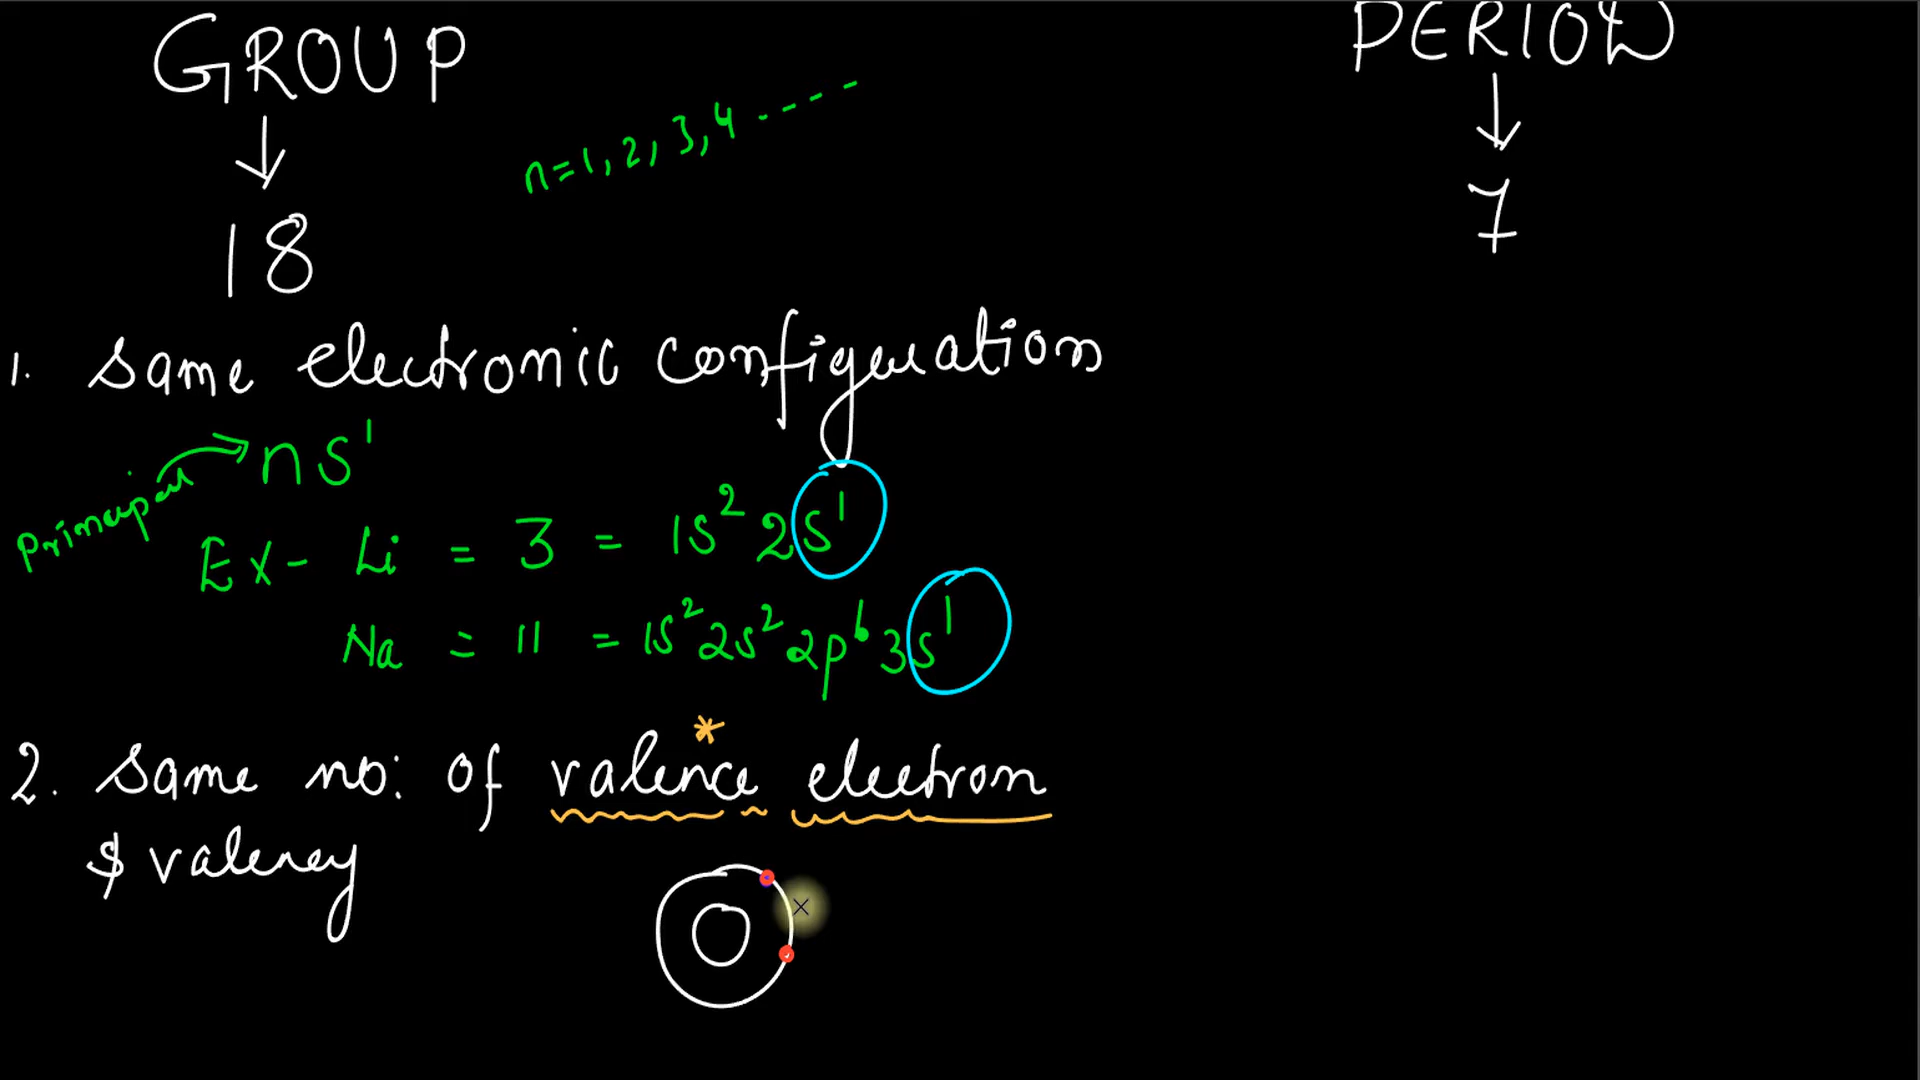 GROUP
PERIOD
n=1, 2, 3, 4 - - - -
18
7
1. Same electronic configuration
ns¹
Principal
Ex - Li = 3 = 1s² 2s¹
Na = 11 = 1s² 2s² 2p⁶ 3s¹
*
2. Same no: of valence electron
$ valency